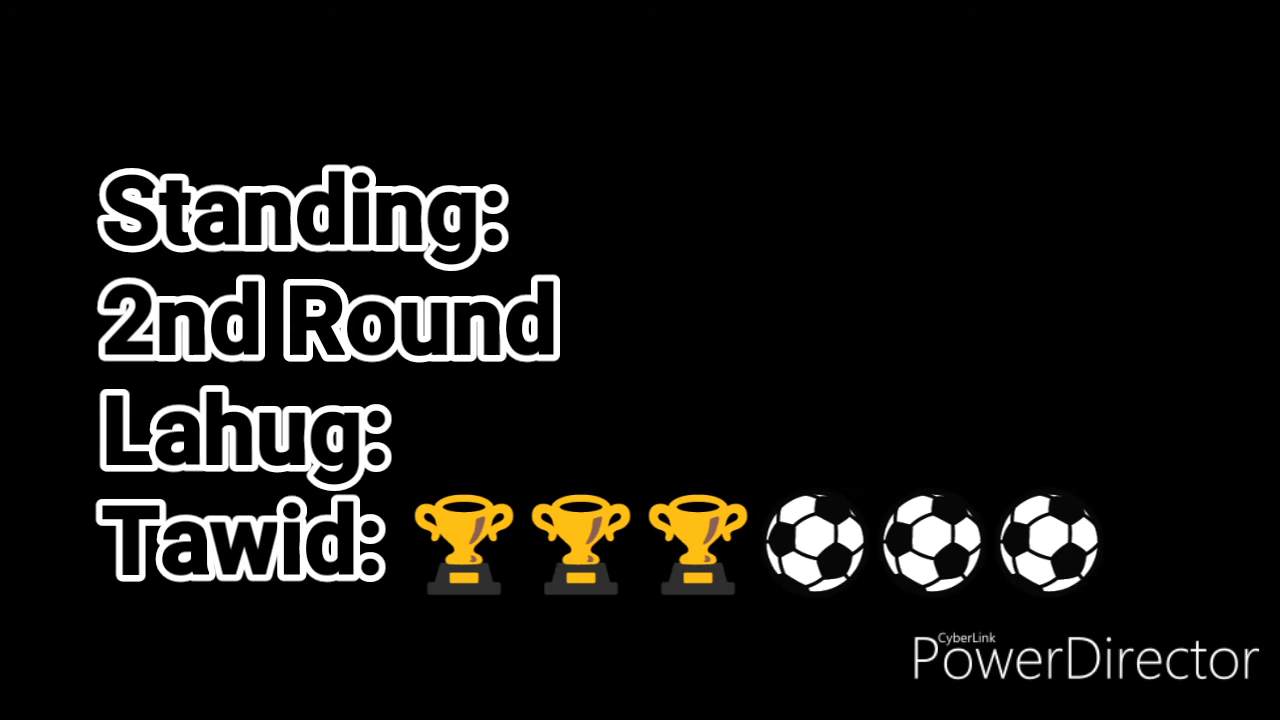 Standing:
2nd Round
Lahug:
Tawid: 🏆🏆🏆⚽⚽⚽
CyberLink
PowerDirector